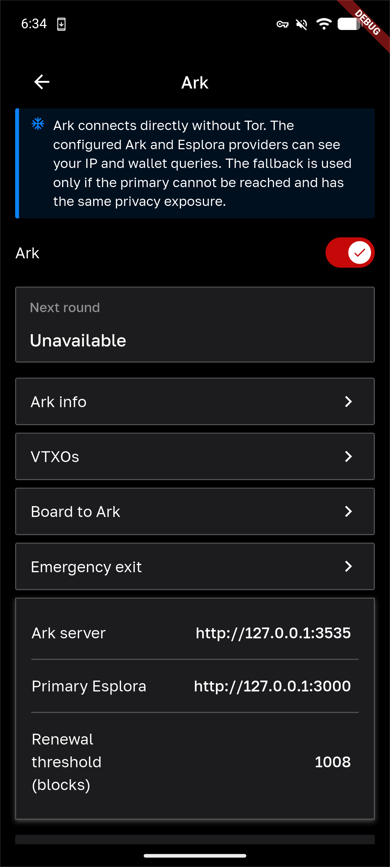 6:34
DEBUG
Ark
Ark connects directly without Tor. The
configured Ark and Esplora providers can see
your IP and wallet queries. The fallback is used
only if the primary cannot be reached and has
the same privacy exposure.
Ark
Next round
Unavailable
Ark info
VTXOs
Board to Ark
Emergency exit
Ark server http://127.0.0.1:3535
Primary Esplora http://127.0.0.1:3000
Renewal
threshold 1008
(blocks)